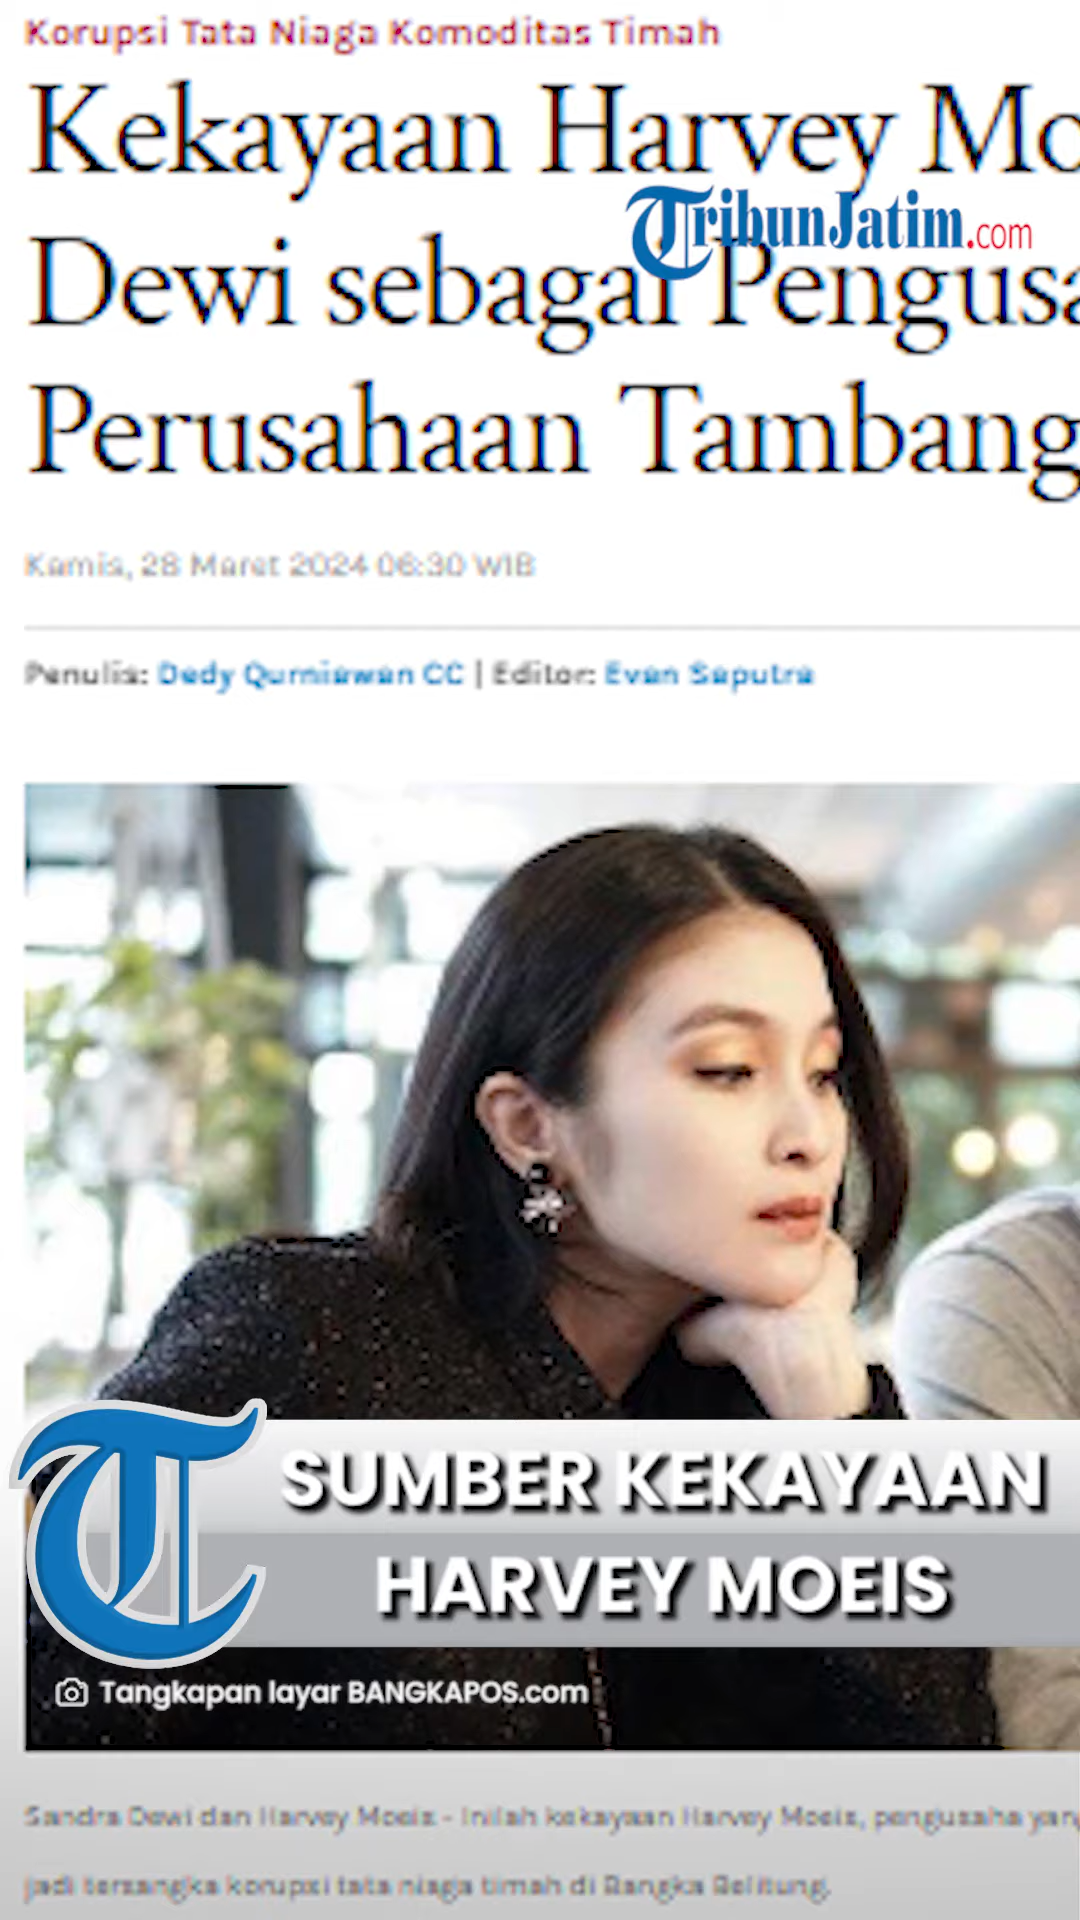 Korupsi Tata Niaga Komoditas Timah
Kekayaan Harvey Mo
TribunJatim.com
Dewi sebagai Pengusa
Perusahaan Tambang
Kamis, 28 Maret 2024 06:30 WIB
Penulis: Dedy Qurniawan CC | Editor: Evan Saputra
SUMBER KEKAYAAN
HARVEY MOEIS
Tangkapan layar BANGKAPOS.com
Sandra Dewi dan Harvey Moeis - Inilah kekayaan Harvey Moeis, pengusaha yang
jadi tersangka korupsi tata niaga timah di Bangka Belitung.